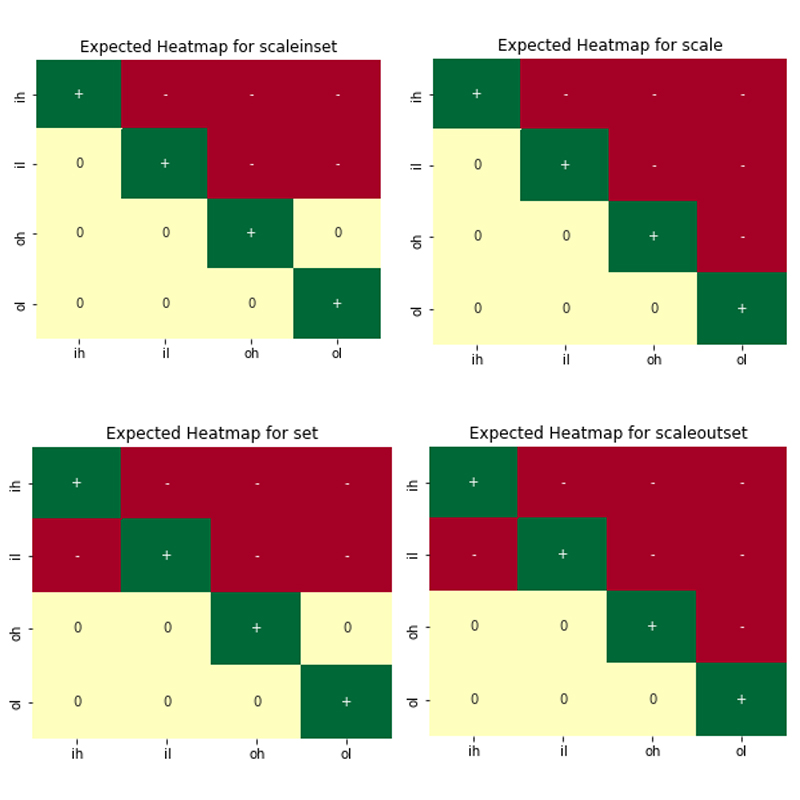 Expected Heatmap for scaleinset
ih + - - -
il 0 + - -
oh 0 0 + 0
ol 0 0 0 +
ih il oh ol
Expected Heatmap for scale
ih + - - -
il 0 + - -
oh 0 0 + -
ol 0 0 0 +
ih il oh ol
Expected Heatmap for set
ih + - - -
il - + - -
oh 0 0 + 0
ol 0 0 0 +
ih il oh ol
Expected Heatmap for scaleoutset
ih + - - -
il - + - -
oh 0 0 + -
ol 0 0 0 +
ih il oh ol